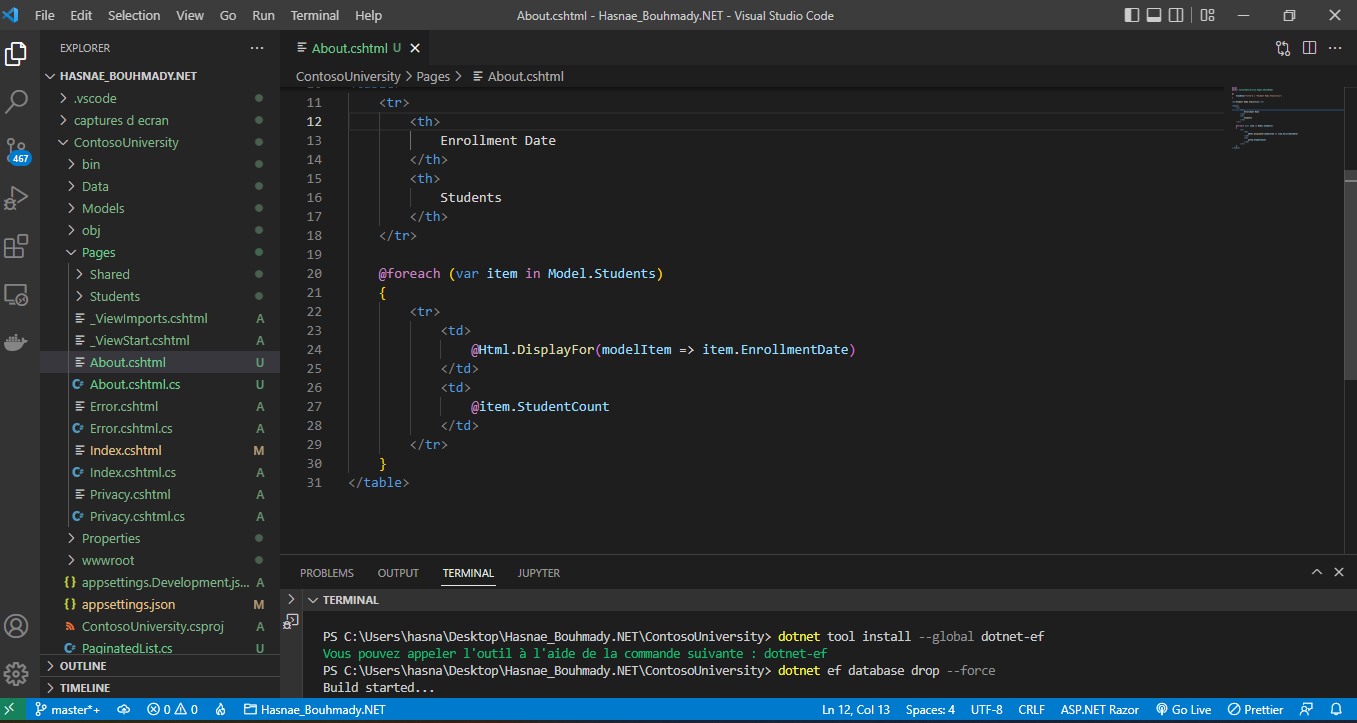 File Edit Selection View Go Run Terminal Help About.cshtml - Hasnae_Bouhmady.NET - Visual Studio Code
EXPLORER
HASNAE_BOUHMADY.NET
.vscode
captures d ecran
ContosoUniversity
bin
Data
Models
obj
Pages
Shared
Students
_ViewImports.cshtml A
_ViewStart.cshtml A
About.cshtml U
About.cshtml.cs U
Error.cshtml A
Error.cshtml.cs A
Index.cshtml M
Index.cshtml.cs A
Privacy.cshtml A
Privacy.cshtml.cs A
Properties
wwwroot
{} appsettings.Development.js... A
{} appsettings.json M
ContosoUniversity.csproj A
PaginatedList.cs U
OUTLINE
TIMELINE
467
About.cshtml U
ContosoUniversity > Pages > About.cshtml
11 <tr>
12 <th>
13 Enrollment Date
14 </th>
15 <th>
16 Students
17 </th>
18 </tr>
19
20 @foreach (var item in Model.Students)
21 {
22 <tr>
23 <td>
24 @Html.DisplayFor(modelItem => item.EnrollmentDate)
25 </td>
26 <td>
27 @item.StudentCount
28 </td>
29 </tr>
30 }
31 </table>
PROBLEMS OUTPUT TERMINAL JUPYTER
TERMINAL
PS C:\Users\hasna\Desktop\Hasnae_Bouhmady.NET\ContosoUniversity> dotnet tool install --global dotnet-ef
Vous pouvez appeler l'outil à l'aide de la commande suivante : dotnet-ef
PS C:\Users\hasna\Desktop\Hasnae_Bouhmady.NET\ContosoUniversity> dotnet ef database drop --force
Build started...
master*+ 0 0 Hasnae_Bouhmady.NET Ln 12, Col 13 Spaces: 4 UTF-8 CRLF ASP.NET Razor Go Live Prettier